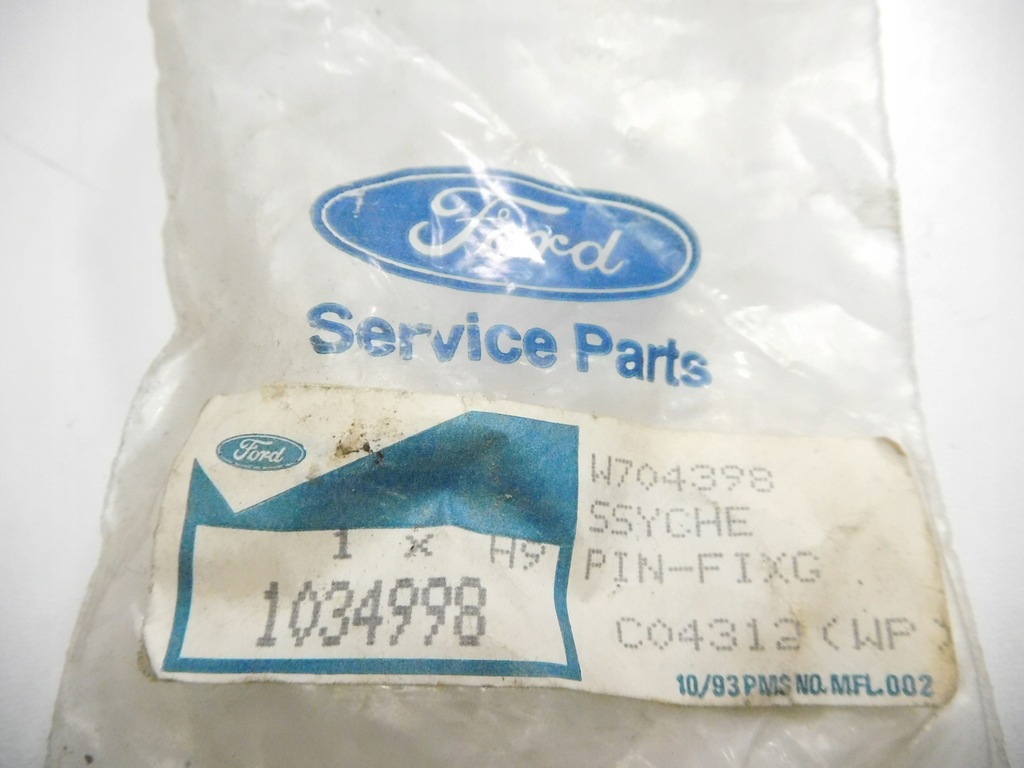 Ford
Service Parts
Ford
1 x H9
1034998
W704398
SSYCHE
PIN-FIXG
C04312 (WP
10/93 PMS NO. MFL.002